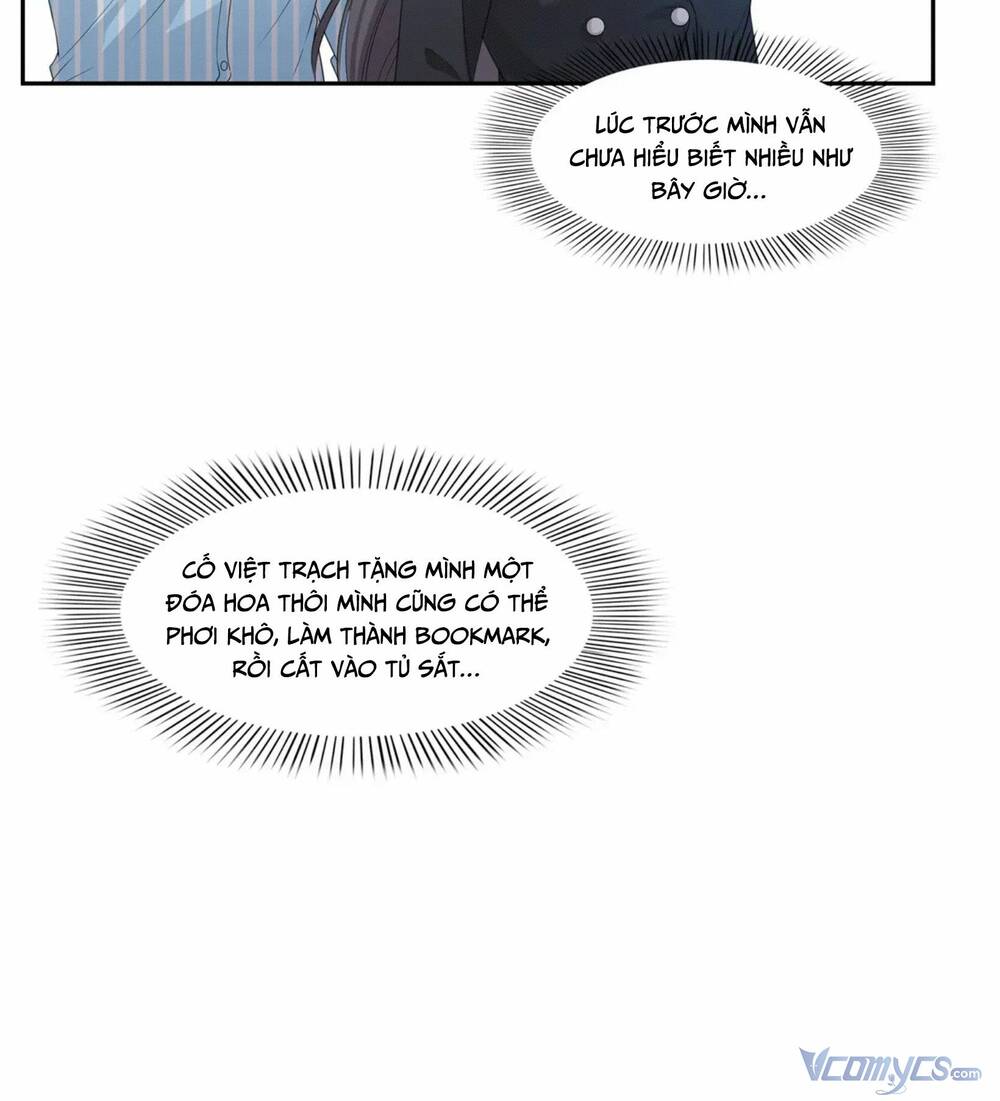 LÚC TRƯỚC MÌNH VẪN
CHƯA HIỂU BIẾT NHIỀU NHƯ
BÂY GIỜ...
CỐ VIỆT TRẠCH TẶNG MÌNH MỘT
ĐÓA HOA THÔI MÌNH CŨNG CÓ THỂ
PHƠI KHÔ, LÀM THÀNH BOOKMARK,
RỒI CẤT VÀO TỦ SẮT...
VCOMYCS.com